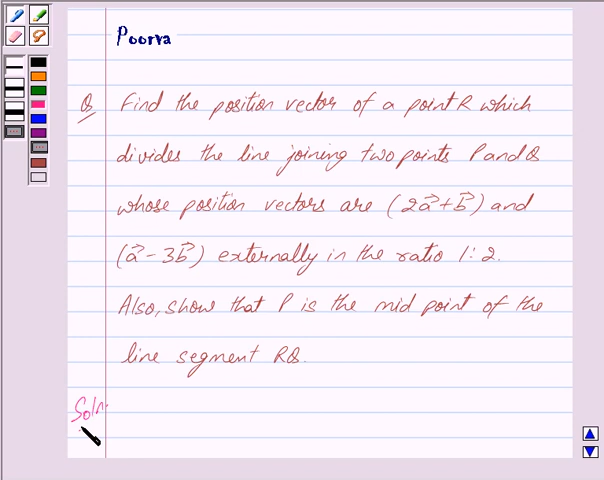 Poorva
Q Find the position vector of a point R which
divides the line joining two points P and Q
whose position vectors are (2a⃗ + b⃗) and
(a⃗ - 3b⃗) externally in the ratio 1:2.
Also, show that P is the mid point of the
line segment RQ.
Soln.